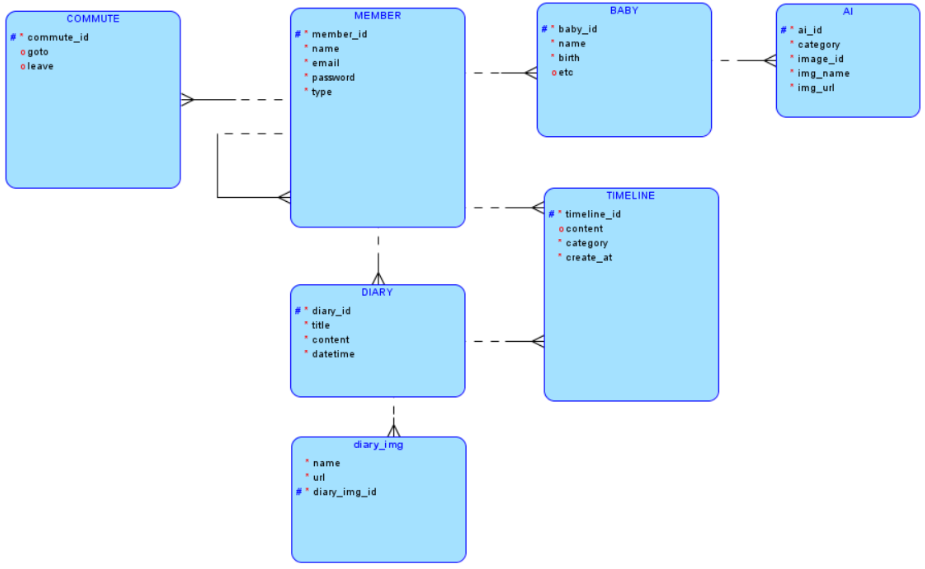 COMMUTE
# * commute_id
o goto
o leave
MEMBER
# * member_id
* name
* email
* password
* type
BABY
# * baby_id
* name
* birth
o etc
AI
# * ai_id
* category
* image_id
* img_name
* img_url
TIMELINE
# * timeline_id
o content
* category
* create_at
DIARY
# * diary_id
* title
* content
* datetime
diary_img
* name
* url
# * diary_img_id